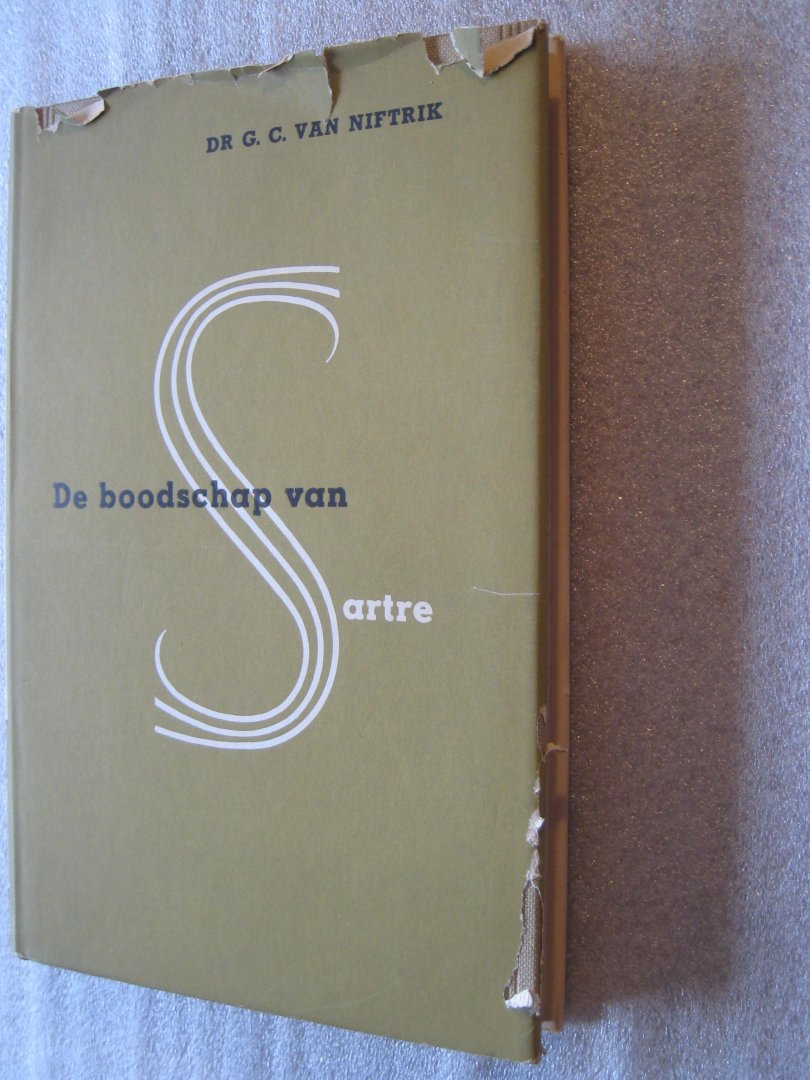 DR G. C. VAN NIFTRIK
De boodschap van
Sartre